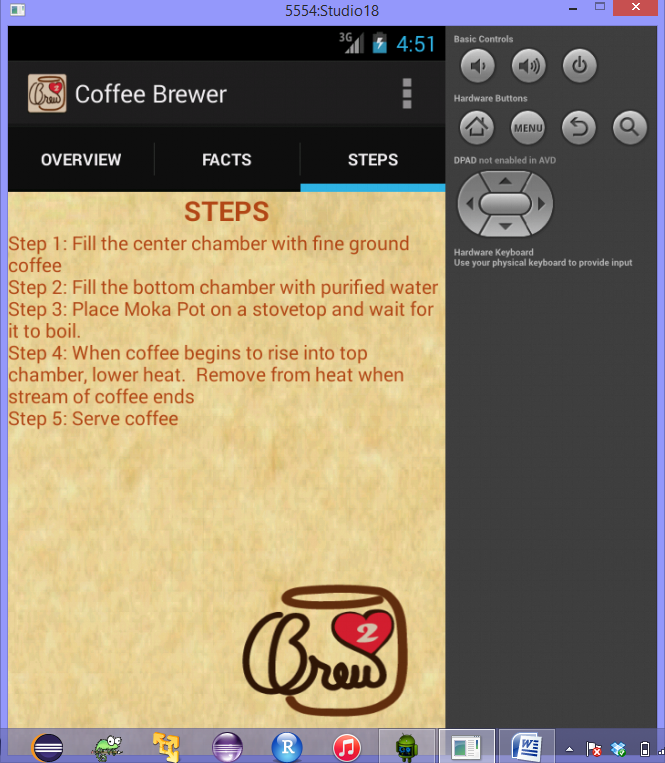 5554:Studio18
3G 4:51
Coffee Brewer
OVERVIEW FACTS STEPS
STEPS
Step 1: Fill the center chamber with fine ground
coffee
Step 2: Fill the bottom chamber with purified water
Step 3: Place Moka Pot on a stovetop and wait for
it to boil.
Step 4: When coffee begins to rise into top
chamber, lower heat.  Remove from heat when
stream of coffee ends
Step 5: Serve coffee
Brew 2
Basic Controls
Hardware Buttons
MENU
DPAD not enabled in AVD
Hardware Keyboard
Use your physical keyboard to provide input
R
W